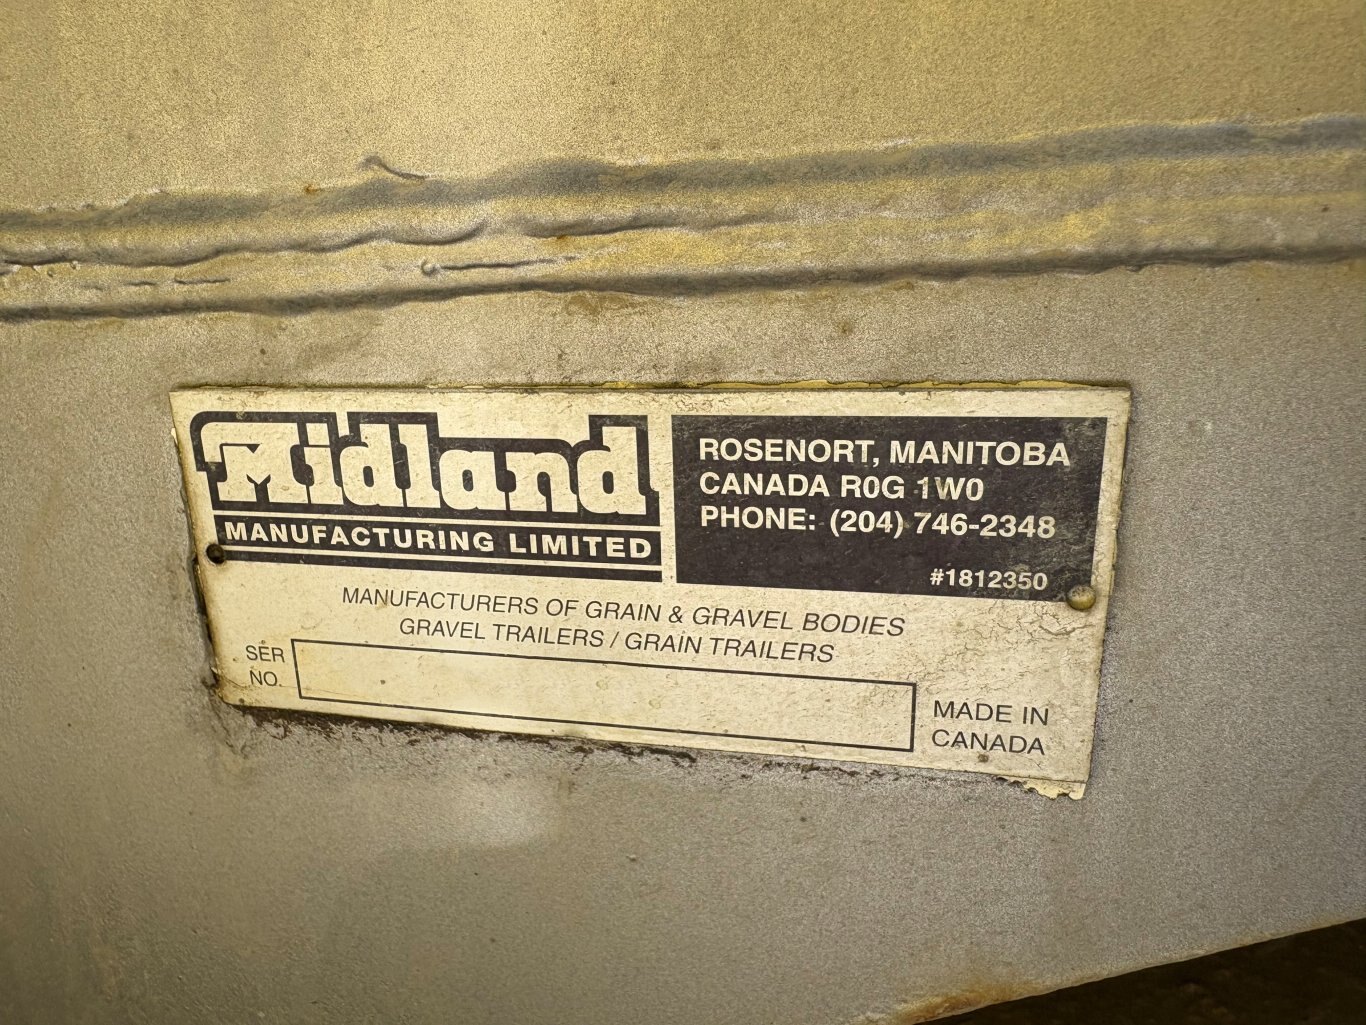 Midland
MANUFACTURING LIMITED
ROSENORT, MANITOBA
CANADA R0G 1W0
PHONE: (204) 746-2348
#1812350
MANUFACTURERS OF GRAIN & GRAVEL BODIES
GRAVEL TRAILERS / GRAIN TRAILERS
SER
NO.
MADE IN
CANADA